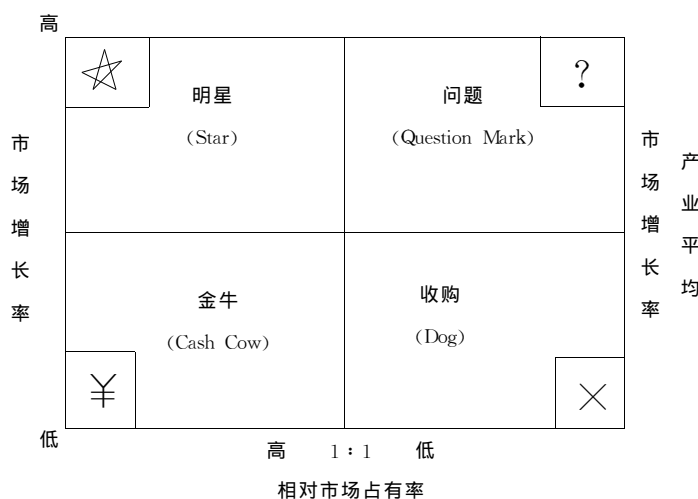 高
明星
(Star)
问题
(Question Mark)
?
市场增长率
市场增长率
产业平均
金牛
(Cash Cow)
收购
(Dog)
¥
×
低
高 1:1 低
相对市场占有率